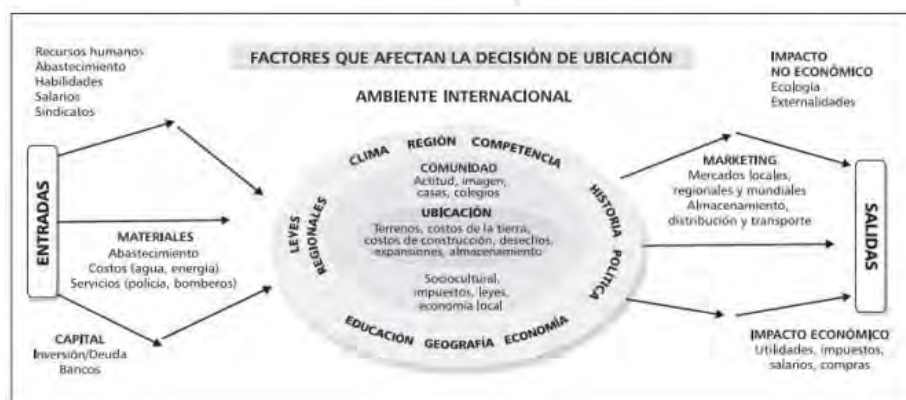 FACTORES QUE AFECTAN LA DECISIÓN DE UBICACIÓN
AMBIENTE INTERNACIONAL
ENTRADAS
Recursos humanos
Abastecimiento
Habilidades
Salarios
Sindicatos
MATERIALES
Abastecimiento
Costos (agua, energía)
Servicios (policía, bomberos)
CAPITAL
Inversión/Deuda
Bancos
LEYES REGIONALES
CLIMA REGIÓN COMPETENCIA
HISTORIA POLÍTICA
EDUCACIÓN GEOGRAFÍA ECONOMÍA
COMUNIDAD
Actitud, imagen,
casas, colegios
UBICACIÓN
Terrenos, costos de la tierra,
costos de construcción, desechos,
expansiones, almacenamiento
Sociocultural,
impuestos, leyes,
economía local
IMPACTO
NO ECONÓMICO
Ecología
Externalidades
MARKETING
Mercados locales,
regionales y mundiales
Almacenamiento,
distribución y transporte
IMPACTO ECONÓMICO
Utilidades, impuestos,
salarios, compras
SALIDAS